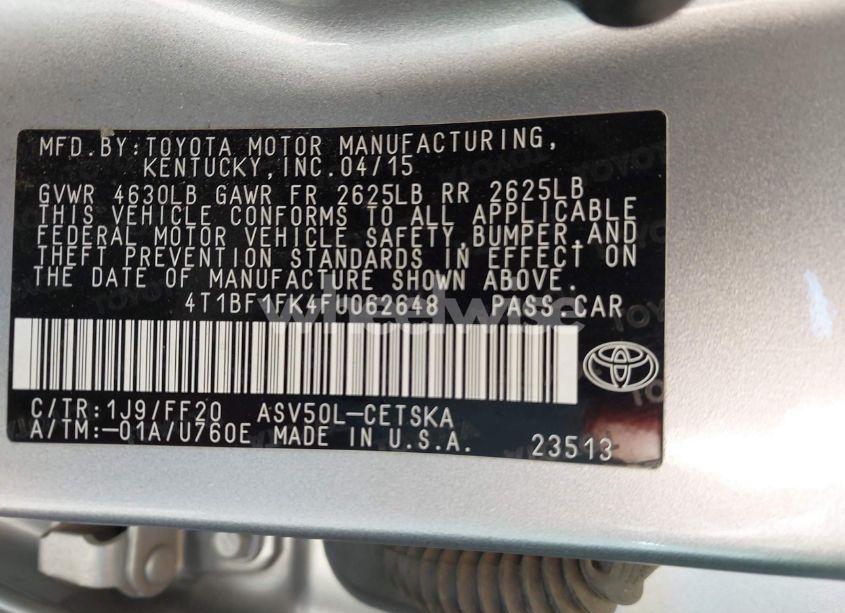 MFD.BY:TOYOTA MOTOR MANUFACTURING,
KENTUCKY,INC.04/15
GVWR 4630LB GAWR FR 2625LB RR 2625LB
THIS VEHICLE CONFORMS TO ALL APPLICABLE
FEDERAL MOTOR VEHICLE SAFETY,BUMPER,AND
THEFT PREVENTION STANDARDS IN EFFECT ON
THE DATE OF MANUFACTURE SHOWN ABOVE.
4T1BF1FK4FU062648 PASS.CAR
wheelwise
C/TR:1J9/FF20 ASV50L-CETSKA
A/TM:-01A/U760E MADE IN U.S.A. 23513